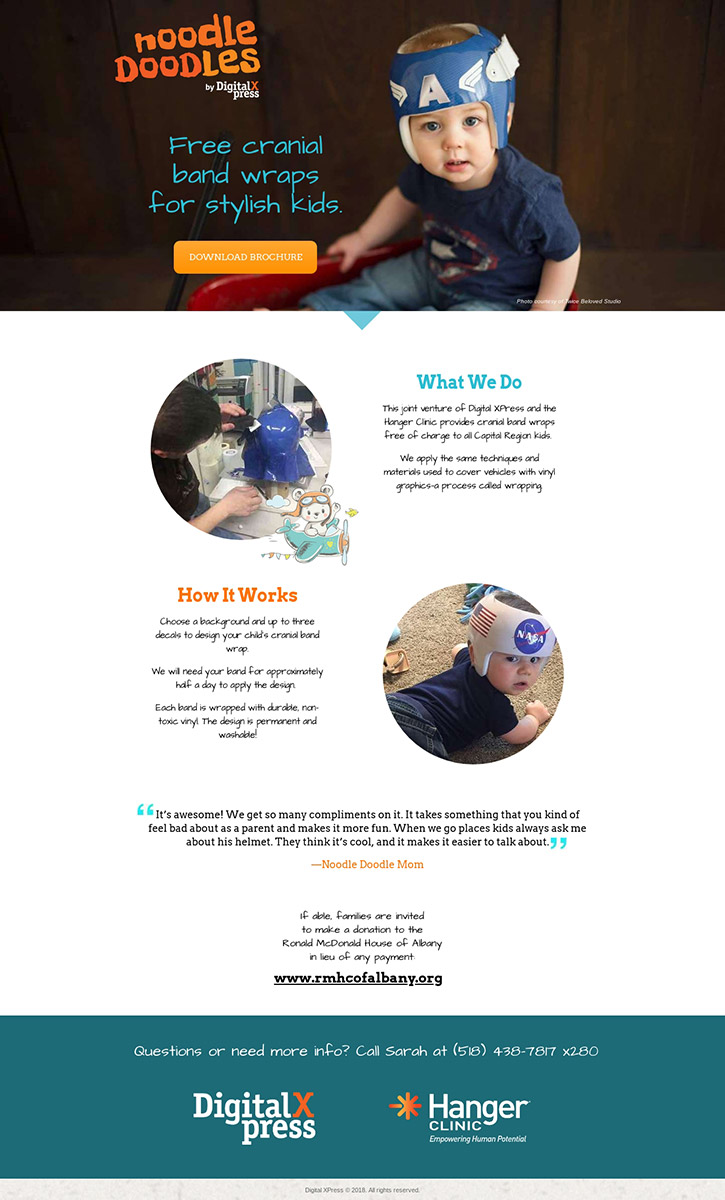 noodle
DOODLES
by DigitalX
press
Free cranial
band wraps
for stylish kids.
DOWNLOAD BROCHURE
A
Photo courtesy of Twice Beloved Studio
What We Do
This joint venture of Digital XPress and the
Hanger Clinic provides cranial band wraps
free of charge to all Capital Region kids.
We apply the same techniques and
materials used to cover vehicles with vinyl
graphics-a process called wrapping.
How It Works
Choose a background and up to three
decals to design your child's cranial band
wrap.
We will need your band for approximately
half a day to apply the design.
Each band is wrapped with durable, non-
toxic vinyl. The design is permanent and
washable!
NASA
“It’s awesome! We get so many compliments on it. It takes something that you kind of
feel bad about as a parent and makes it more fun. When we go places kids always ask me
about his helmet. They think it’s cool, and it makes it easier to talk about.”
—Noodle Doodle Mom
If able, families are invited
to make a donation to the
Ronald McDonald House of Albany
in lieu of any payment:
www.rmhcofalbany.org
Questions or need more info? Call Sarah at (518) 438-7817 x280
DigitalX
press
Hanger
CLINIC
Empowering Human Potential
Digital XPress © 2018. All rights reserved.